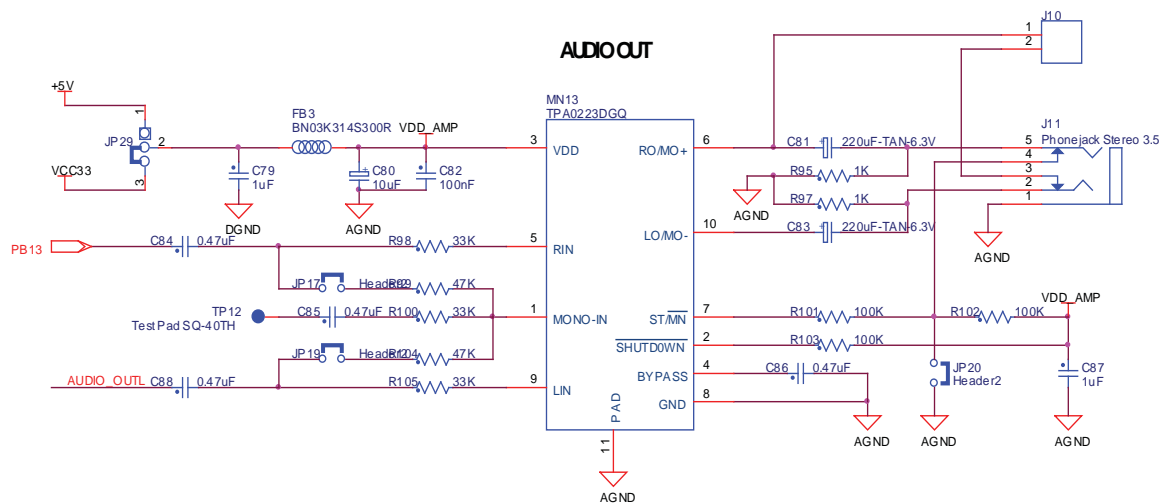 AUDIO OUT
J10
1
2
+5V
1
JP29
2
VCC33
3
FB3
BN03K314S300R
VDD_AMP
C79
1uF
DGND
C80
10uF
AGND
C82
100nF
MN13
TPA0223DGQ
3
VDD
RO/MO+
6
C81
220uF-TAN-6.3V
R95
1K
AGND
R97
1K
LO/MO-
10
C83
220uF-TAN-6.3V
J11
Phonejack Stereo 3.5
5
4
3
2
1
AGND
PB13
C84
0.47uF
R98
33K
5
RIN
JP17
Header2
R99
47K
TP12
TestPad SQ-40TH
C85
0.47uF
R100
33K
1
MONO-IN
JP19
Header2
R104
47K
AUDIO_OUTL
C88
0.47uF
R105
33K
9
LIN
ST/MN
7
R101
100K
R102
100K
VDD_AMP
SHUTD0WN
2
R103
100K
BYPASS
4
C86
0.47uF
GND
8
AGND
JP20
Header2
AGND
C87
1uF
AGND
PAD
11
AGND